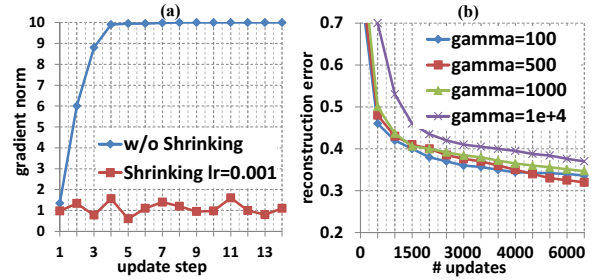 (a)
10
9
8
7
6
5
4
3
2
1
0
gradient norm
w/o Shrinking
Shrinking lr=0.001
1 3 5 7 9 11 13
update step
(b)
0.7
0.6
0.5
0.4
0.3
0.2
reconstruction error
gamma=100
gamma=500
gamma=1000
gamma=1e+4
0 1500 3000 4500 6000
# updates